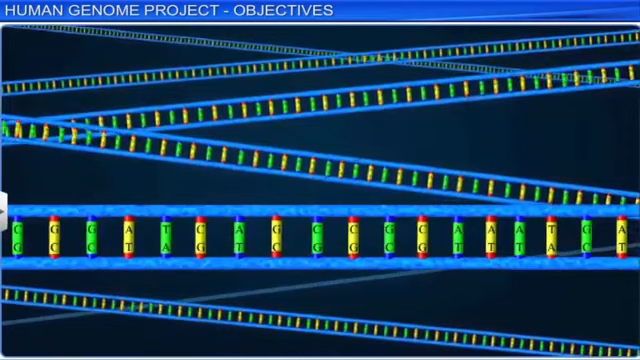 HUMAN GENOME PROJECT - OBJECTIVES
C G G A T C A G C C G C A A A T G A
G C C T A G T C G G C G T T T A C T